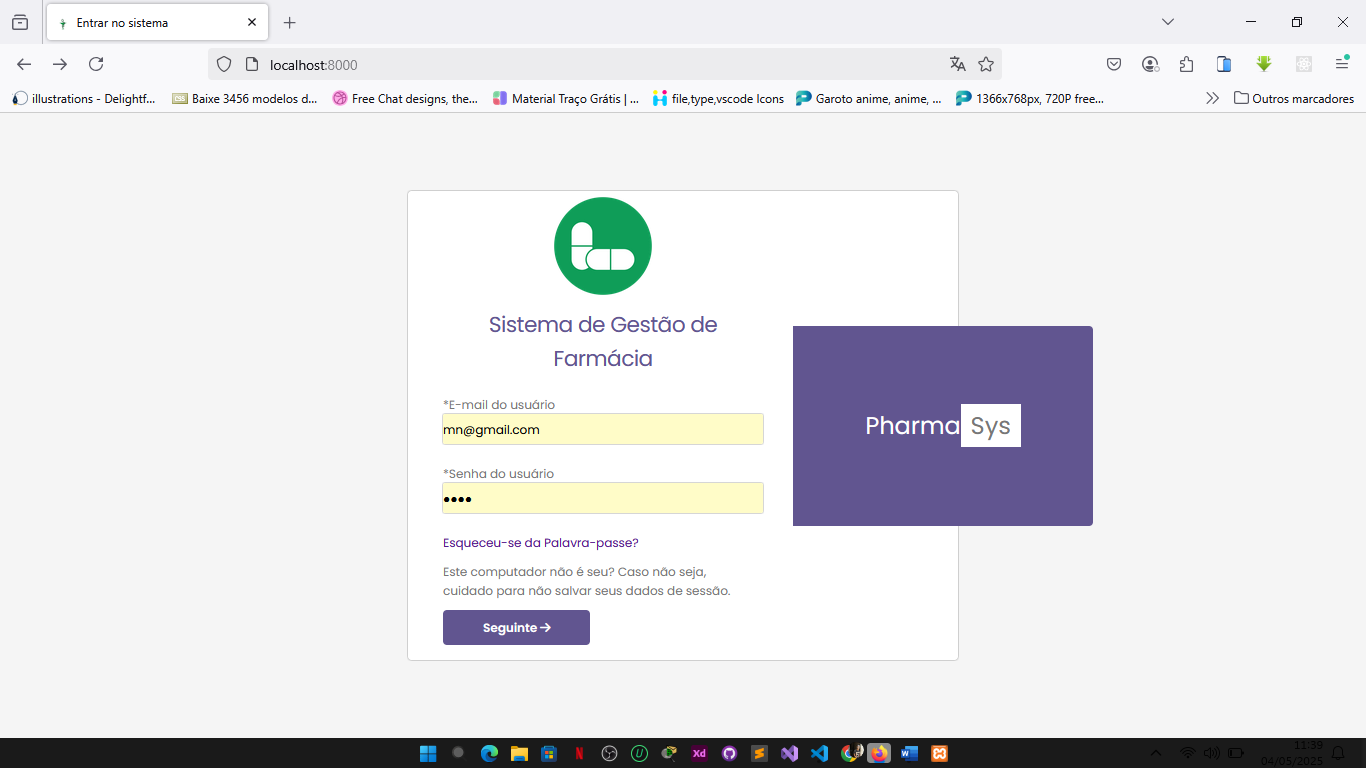 Entrar no sistema
localhost:8000
illustrations - Delightf...
Baixe 3456 modelos d...
Free Chat designs, the...
Material Traço Grátis | ...
file,type,vscode Icons
Garoto anime, anime, ...
1366x768px, 720P free...
Outros marcadores
Sistema de Gestão de
Farmácia
*E-mail do usuário
mn@gmail.com
*Senha do usuário
••••
Esqueceu-se da Palavra-passe?
Este computador não é seu? Caso não seja,
cuidado para não salvar seus dados de sessão.
Seguinte
Pharma Sys
Xd
11:39
04/05/2025